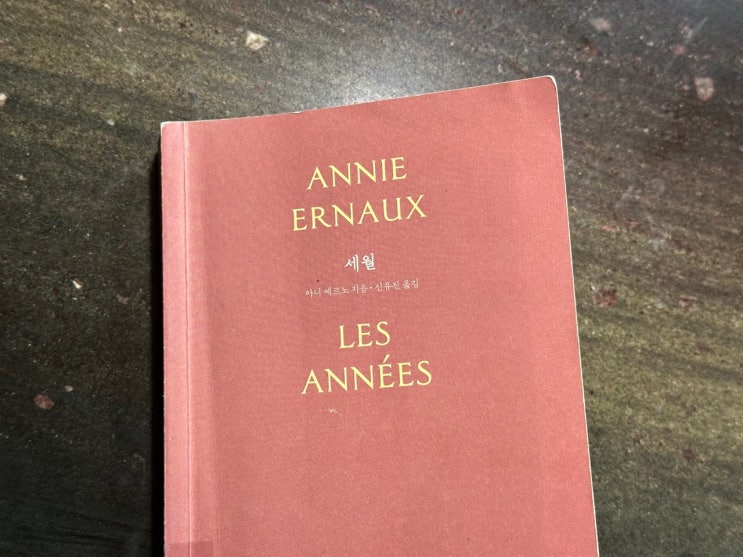 ANNIE
ERNAUX
세월
아니 에르노 지음 · 신유진 옮김
LES
ANNÉES